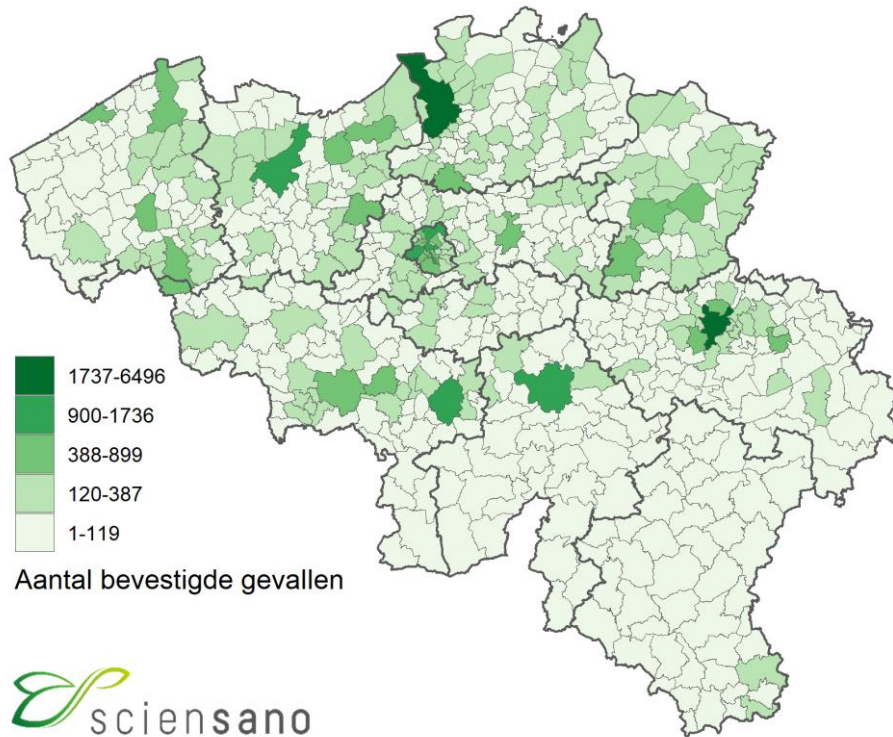 1737-6496
900-1736
388-899
120-387
1-119
Aantal bevestigde gevallen
sciensano